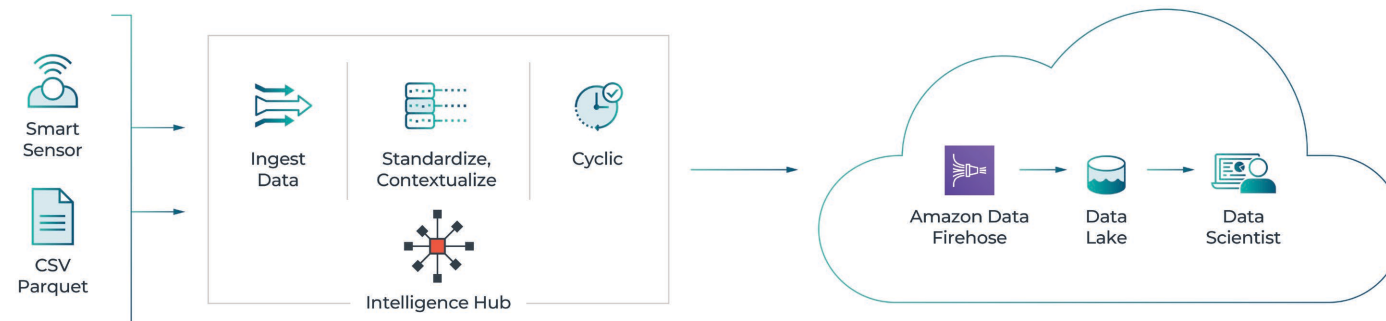 Smart
Sensor
CSV
Parquet
Ingest
Data
Standardize,
Contextualize
Cyclic
Intelligence Hub
Amazon Data
Firehose
Data
Lake
Data
Scientist